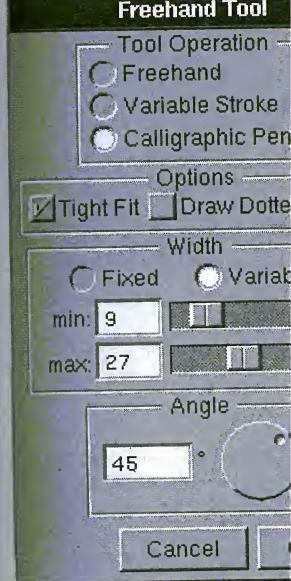 Freehand Tool
Tool Operation
Freehand
Variable Stroke
Calligraphic Pen
Options
Tight Fit Draw Dotte
Width
Fixed Variab
min: 9
max: 27
Angle
45 °
Cancel